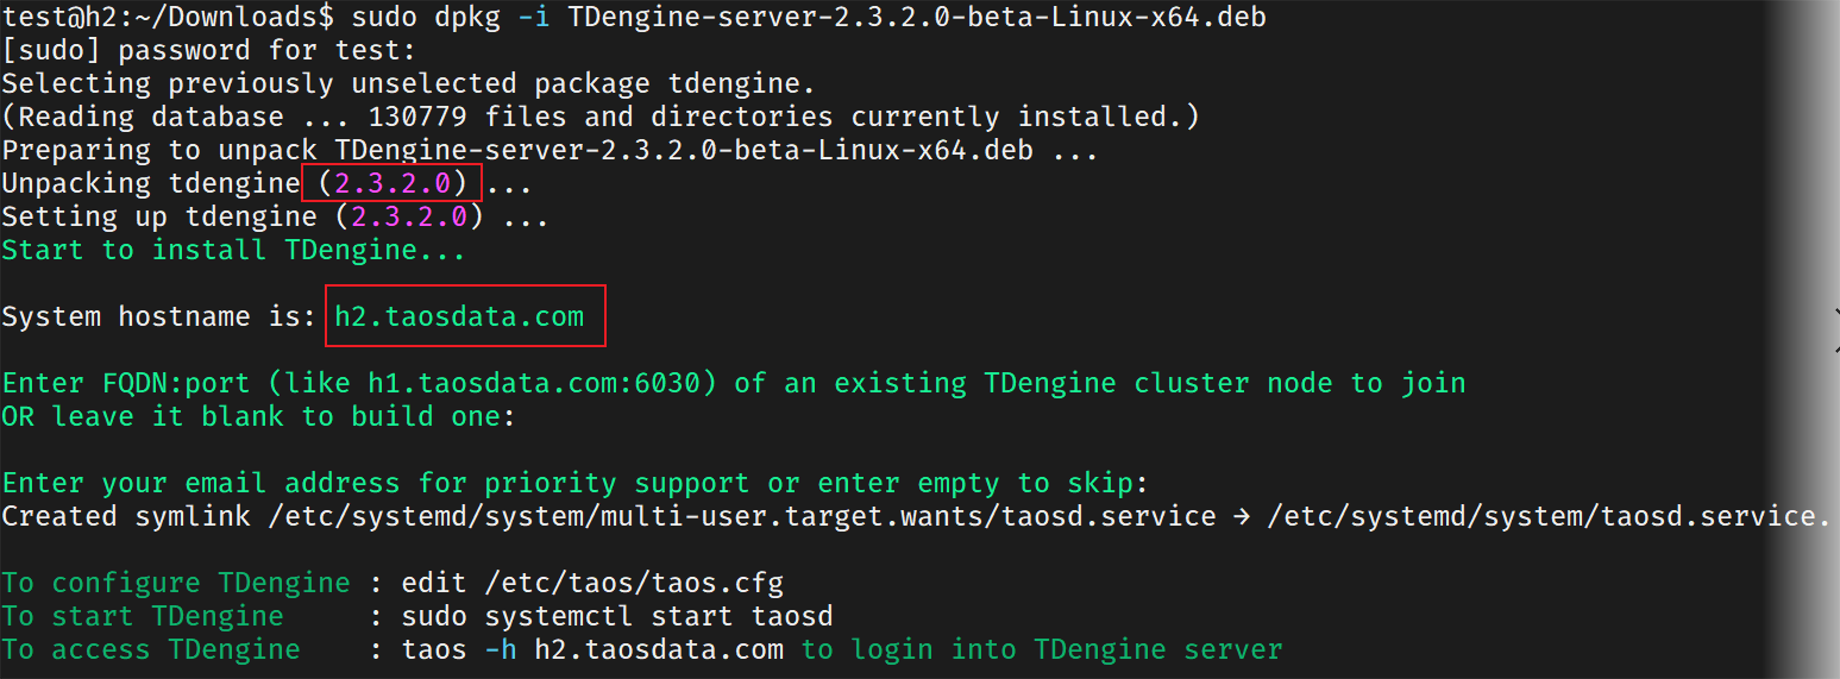 test@h2:~/Downloads$ sudo dpkg -i TDengine-server-2.3.2.0-beta-Linux-x64.deb
[sudo] password for test:
Selecting previously unselected package tdengine.
(Reading database ... 130779 files and directories currently installed.)
Preparing to unpack TDengine-server-2.3.2.0-beta-Linux-x64.deb ...
Unpacking tdengine (2.3.2.0) ...
Setting up tdengine (2.3.2.0) ...
Start to install TDengine...
System hostname is: h2.taosdata.com
Enter FQDN:port (like h1.taosdata.com:6030) of an existing TDengine cluster node to join
OR leave it blank to build one:
Enter your email address for priority support or enter empty to skip:
Created symlink /etc/systemd/system/multi-user.target.wants/taosd.service → /etc/systemd/system/taosd.service.
To configure TDengine : edit /etc/taos/taos.cfg
To start TDengine     : sudo systemctl start taosd
To access TDengine    : taos -h h2.taosdata.com to login into TDengine server